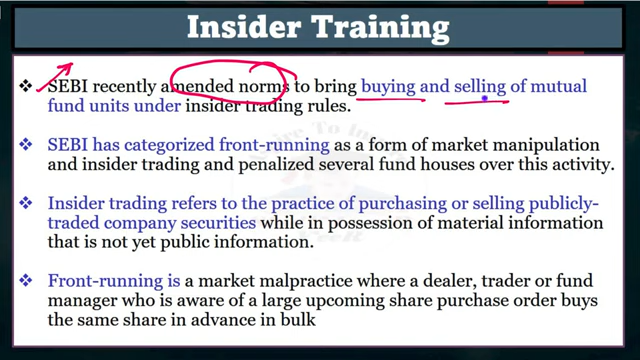 Insider Training
❖ SEBI recently amended norms to bring buying and selling of mutual
fund units under insider trading rules.
❖ SEBI has categorized front-running as a form of market manipulation
and insider trading and penalized several fund houses over this activity.
❖ Insider trading refers to the practice of purchasing or selling publicly-
traded company securities while in possession of material information
that is not yet public information.
❖ Front-running is a market malpractice where a dealer, trader or fund
manager who is aware of a large upcoming share purchase order buys
the same share in advance in bulk